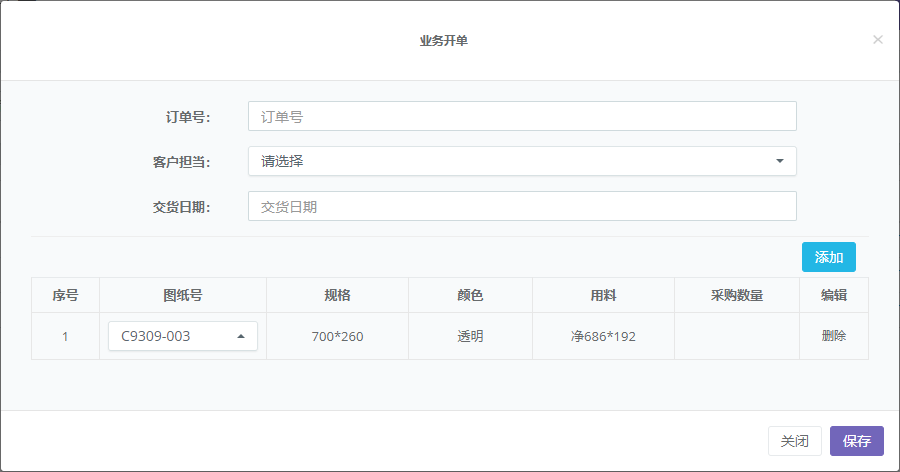 业务开单
×
订单号： 订单号
客户担当： 请选择
交货日期： 交货日期
添加
序号 图纸号 规格 颜色 用料 采购数量 编辑
1 C9309-003 700*260 透明 净686*192 删除
关闭 保存